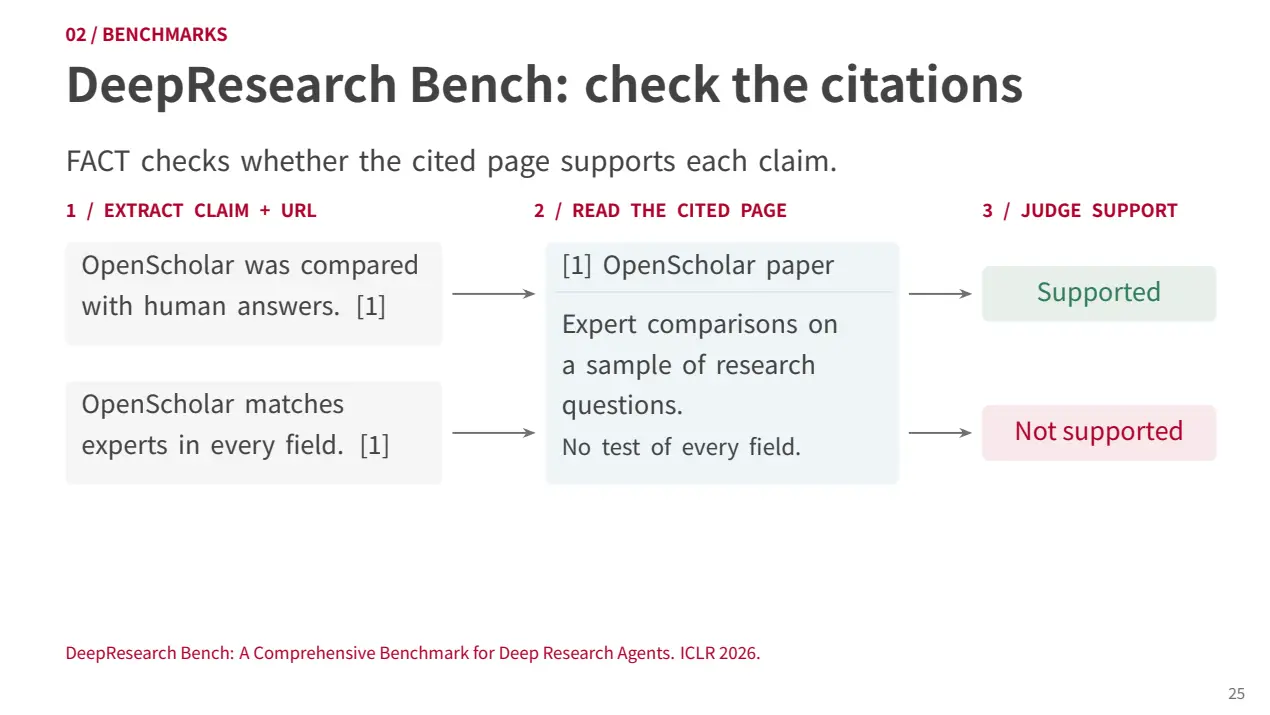 02 / BENCHMARKS
DeepResearch Bench: check the citations
FACT checks whether the cited page supports each claim.
1 / EXTRACT CLAIM + URL
OpenScholar was compared
with human answers. [1]
OpenScholar matches
experts in every field. [1]
2 / READ THE CITED PAGE
[1] OpenScholar paper
Expert comparisons on
a sample of research
questions.
No test of every field.
3 / JUDGE SUPPORT
Supported
Not supported
DeepResearch Bench: A Comprehensive Benchmark for Deep Research Agents. ICLR 2026.
25